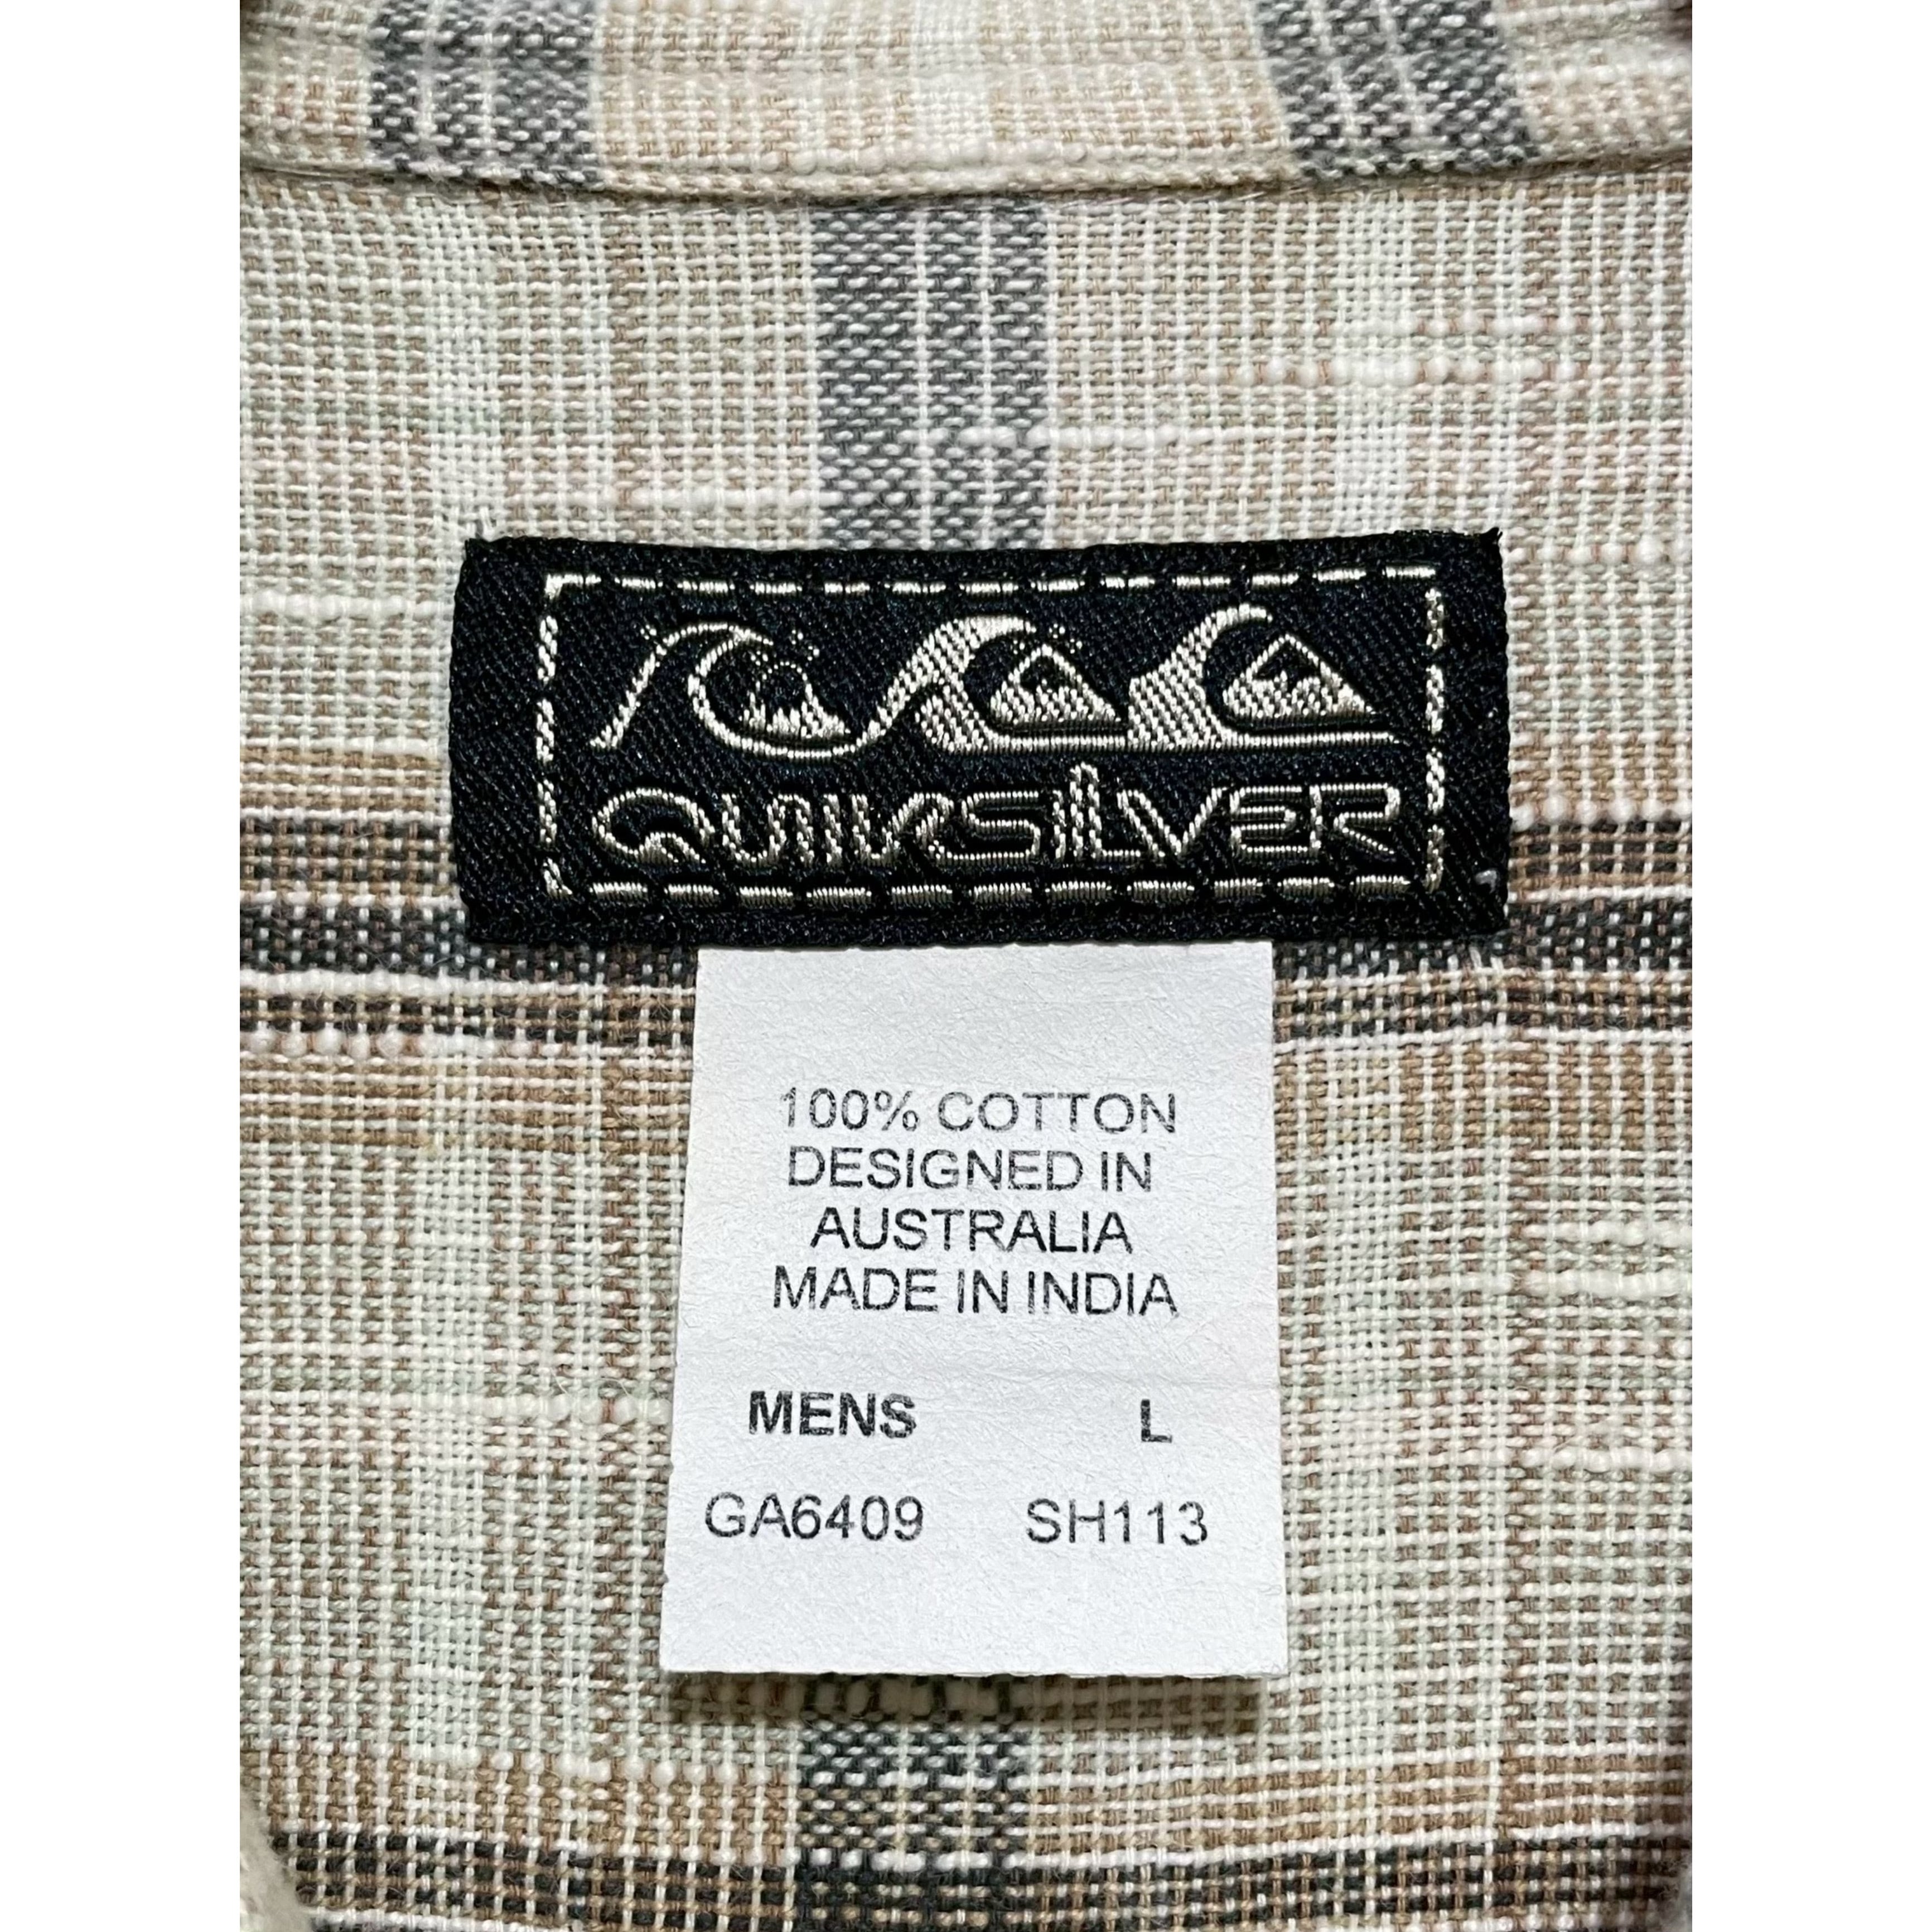 QUIKSILVER
100% COTTON
DESIGNED IN
AUSTRALIA
MADE IN INDIA
MENS L
GA6409 SH113